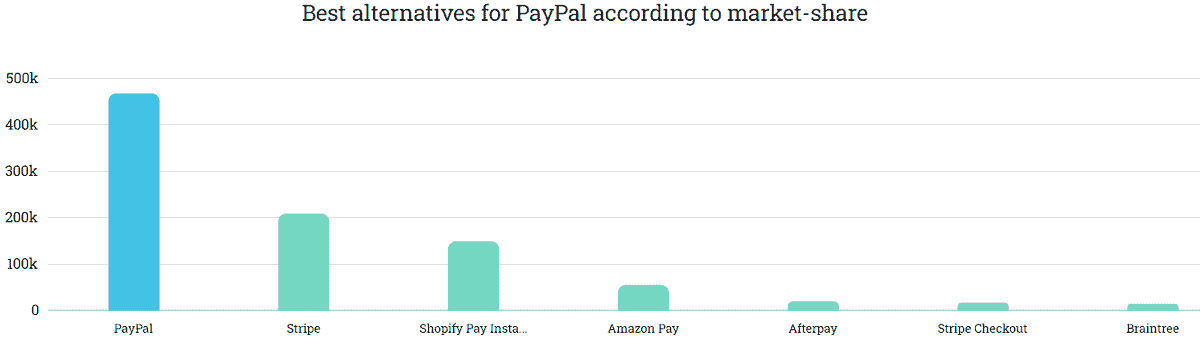 Best alternatives for PayPal according to market-share
500k
400k
300k
200k
100k
0
PayPal
Stripe
Shopify Pay Insta...
Amazon Pay
Afterpay
Stripe Checkout
Braintree